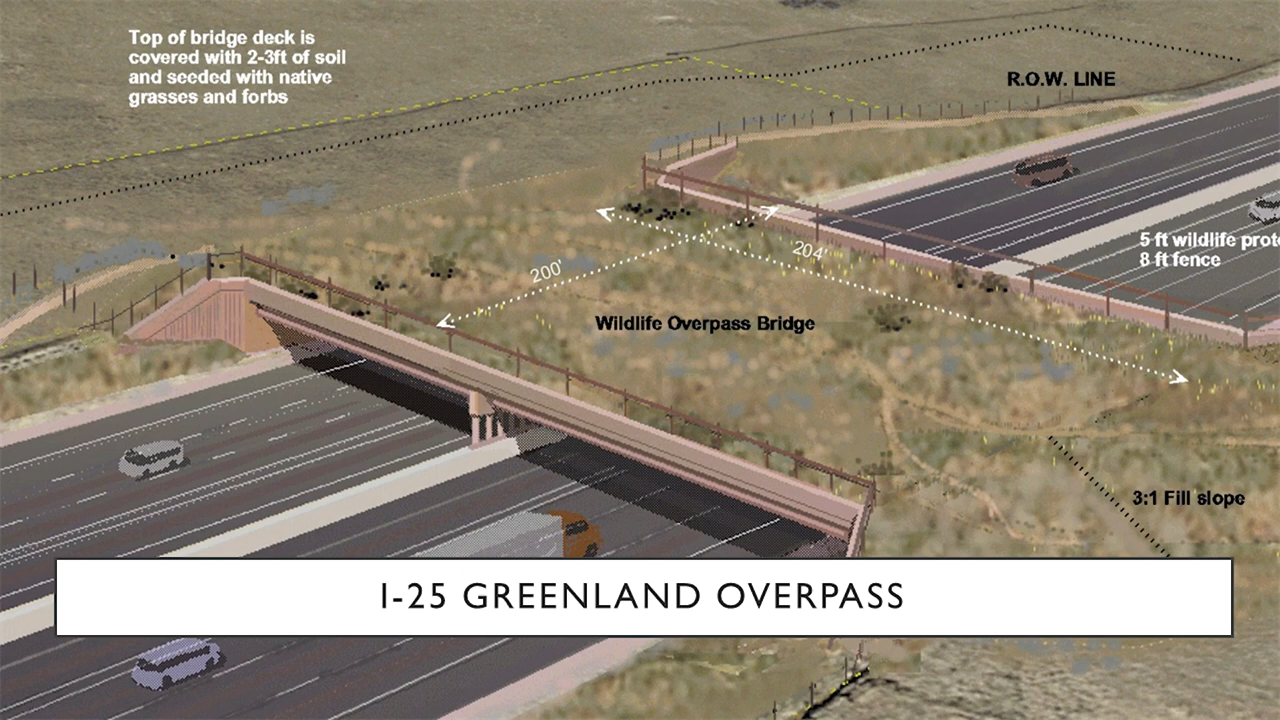 Top of bridge deck is
covered with 2-3ft of soil
and seeded with native
grasses and forbs
R.O.W. LINE
5 ft wildlife
8 ft fence
204'
200'
Wildlife Overpass Bridge
3:1 Fill slope
I-25 GREENLAND OVERPASS